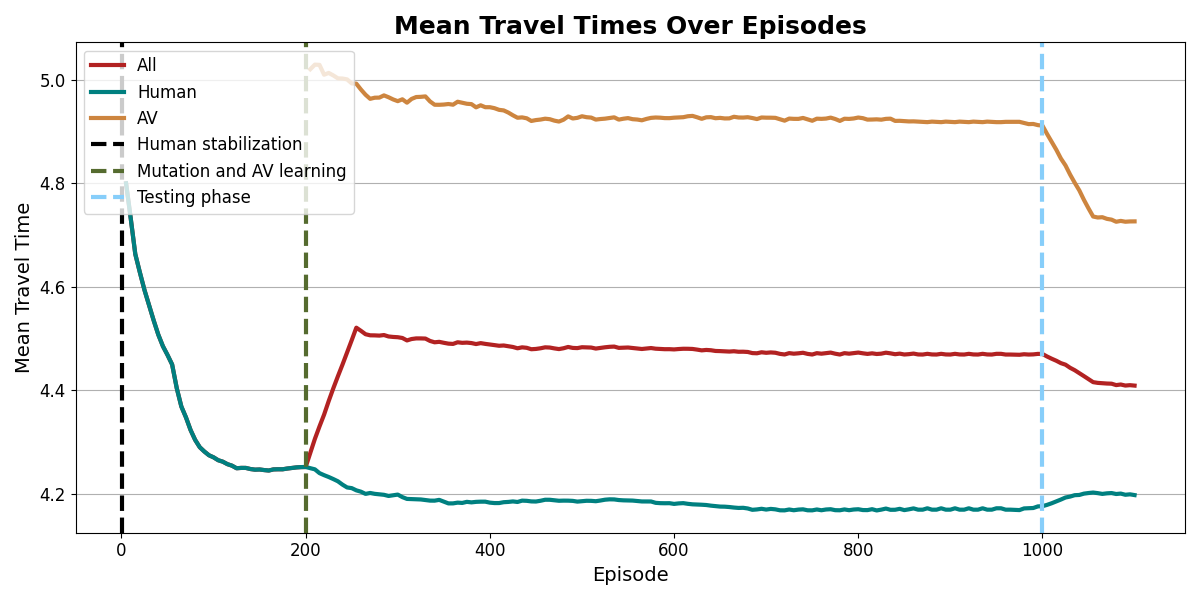 Mean Travel Times Over Episodes
Mean Travel Time
5.0
4.8
4.6
4.4
4.2
All
Human
AV
Human stabilization
Mutation and AV learning
Testing phase
0 200 400 600 800 1000
Episode